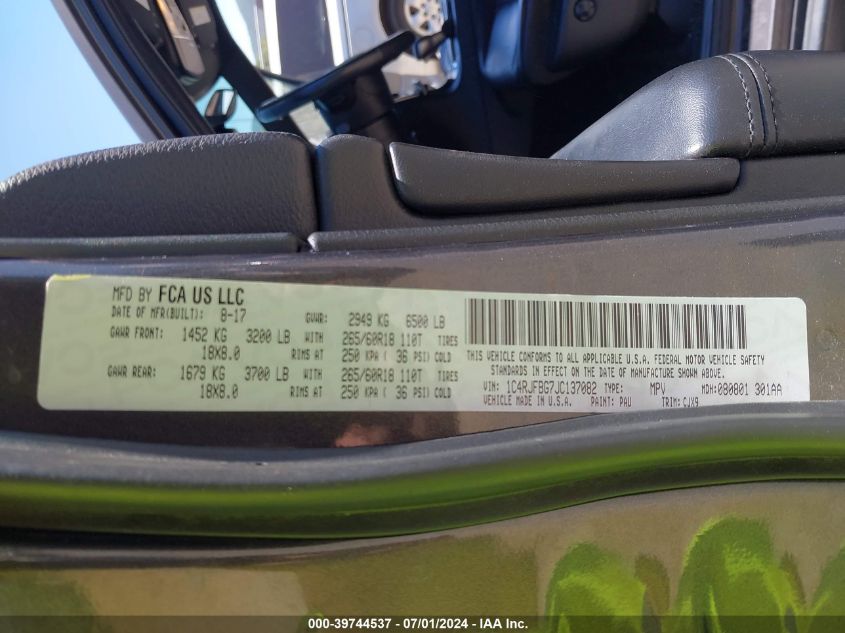 MFD BY FCA US LLC
DATE OF MFR(BUILT): 8-17 GVWR: 2949 KG 6500 LB
GAWR FRONT: 1452 KG 3200 LB WITH 265/60R18 110T TIRES
18X8.0 RIMS AT 250 KPA ( 36 PSI) COLD
GAWR REAR: 1679 KG 3700 LB WITH 265/60R18 110T TIRES
18X8.0 RIMS AT 250 KPA ( 36 PSI) COLD
THIS VEHICLE CONFORMS TO ALL APPLICABLE U.S.A. FEDERAL MOTOR VEHICLE SAFETY
STANDARDS IN EFFECT ON THE DATE OF MANUFACTURE SHOWN ABOVE.
VIN: 1C4RJFBG7JC137082 TYPE: MPV MDH: 080801 301AA
VEHICLE MADE IN U.S.A. PAINT: PAU TRIM: CJX9
000-39744537 - 07/01/2024 - IAA Inc.